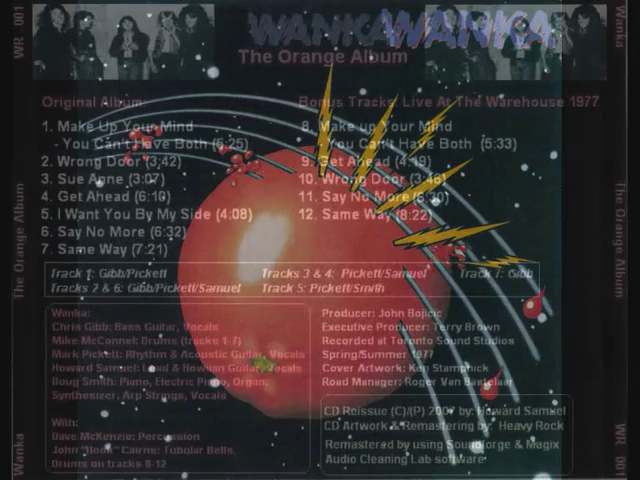 WANKA WANKA
The Orange Album
WR 001
Wanka
Original Album
Bonus Tracks: Live At The Warehouse 1977
1. Make Up Your Mind
- You Can't Have Both (6:25)
2. Wrong Door (3:42)
3. Sue Anne (3:07)
4. Get Ahead (6:10)
5. I Want You By My Side (4:08)
6. Say No More (6:32)
7. Same Way (7:21)
8. Make up Your Mind
You Can't Have Both (5:33)
9. Get Ahead (4:19)
10. Wrong Door (3:46)
11. Say No More (6:30)
12. Same Way (8:22)
The Orange Album
The Orange Album
Track 1: Gibb/Pickett
Tracks 3 & 4: Pickett/Samuel
Track 7: Gibb
Tracks 2 & 6: Gibb/Pickett/Samuel
Track 5: Pickett/Smith
Wanka:
Chris Gibb: Bass Guitar, Vocals
Mike McConnel: Drums (tracks 1-7)
Mark Pickett: Rhythm & Acoustic Guitar, Vocals
Howard Samuel: Lead & Howling Guitar, Vocals
Doug Smith: Piano, Electric Piano, Organ,
Synthesizer, Arp Strings, Vocals
With:
Dave McKenzie: Percussion
John "Hook" Cairns: Tubular Bells,
Drums on tracks 8-12
Producer: John Bojicic
Executive Producer: Terry Brown
Recorded at Toronto Sound Studios
Spring/Summer
Cover Artwork: Ken Stampnick
Road Manager: Roger Van
CD Reissue (C)/(P) 2007 by: Howard Samuel
CD Artwork & Remastering by: Heavy Rock
Remastered by using Soundforge & Magix
Audio Cleaning Lab software
Wanka
WR 001